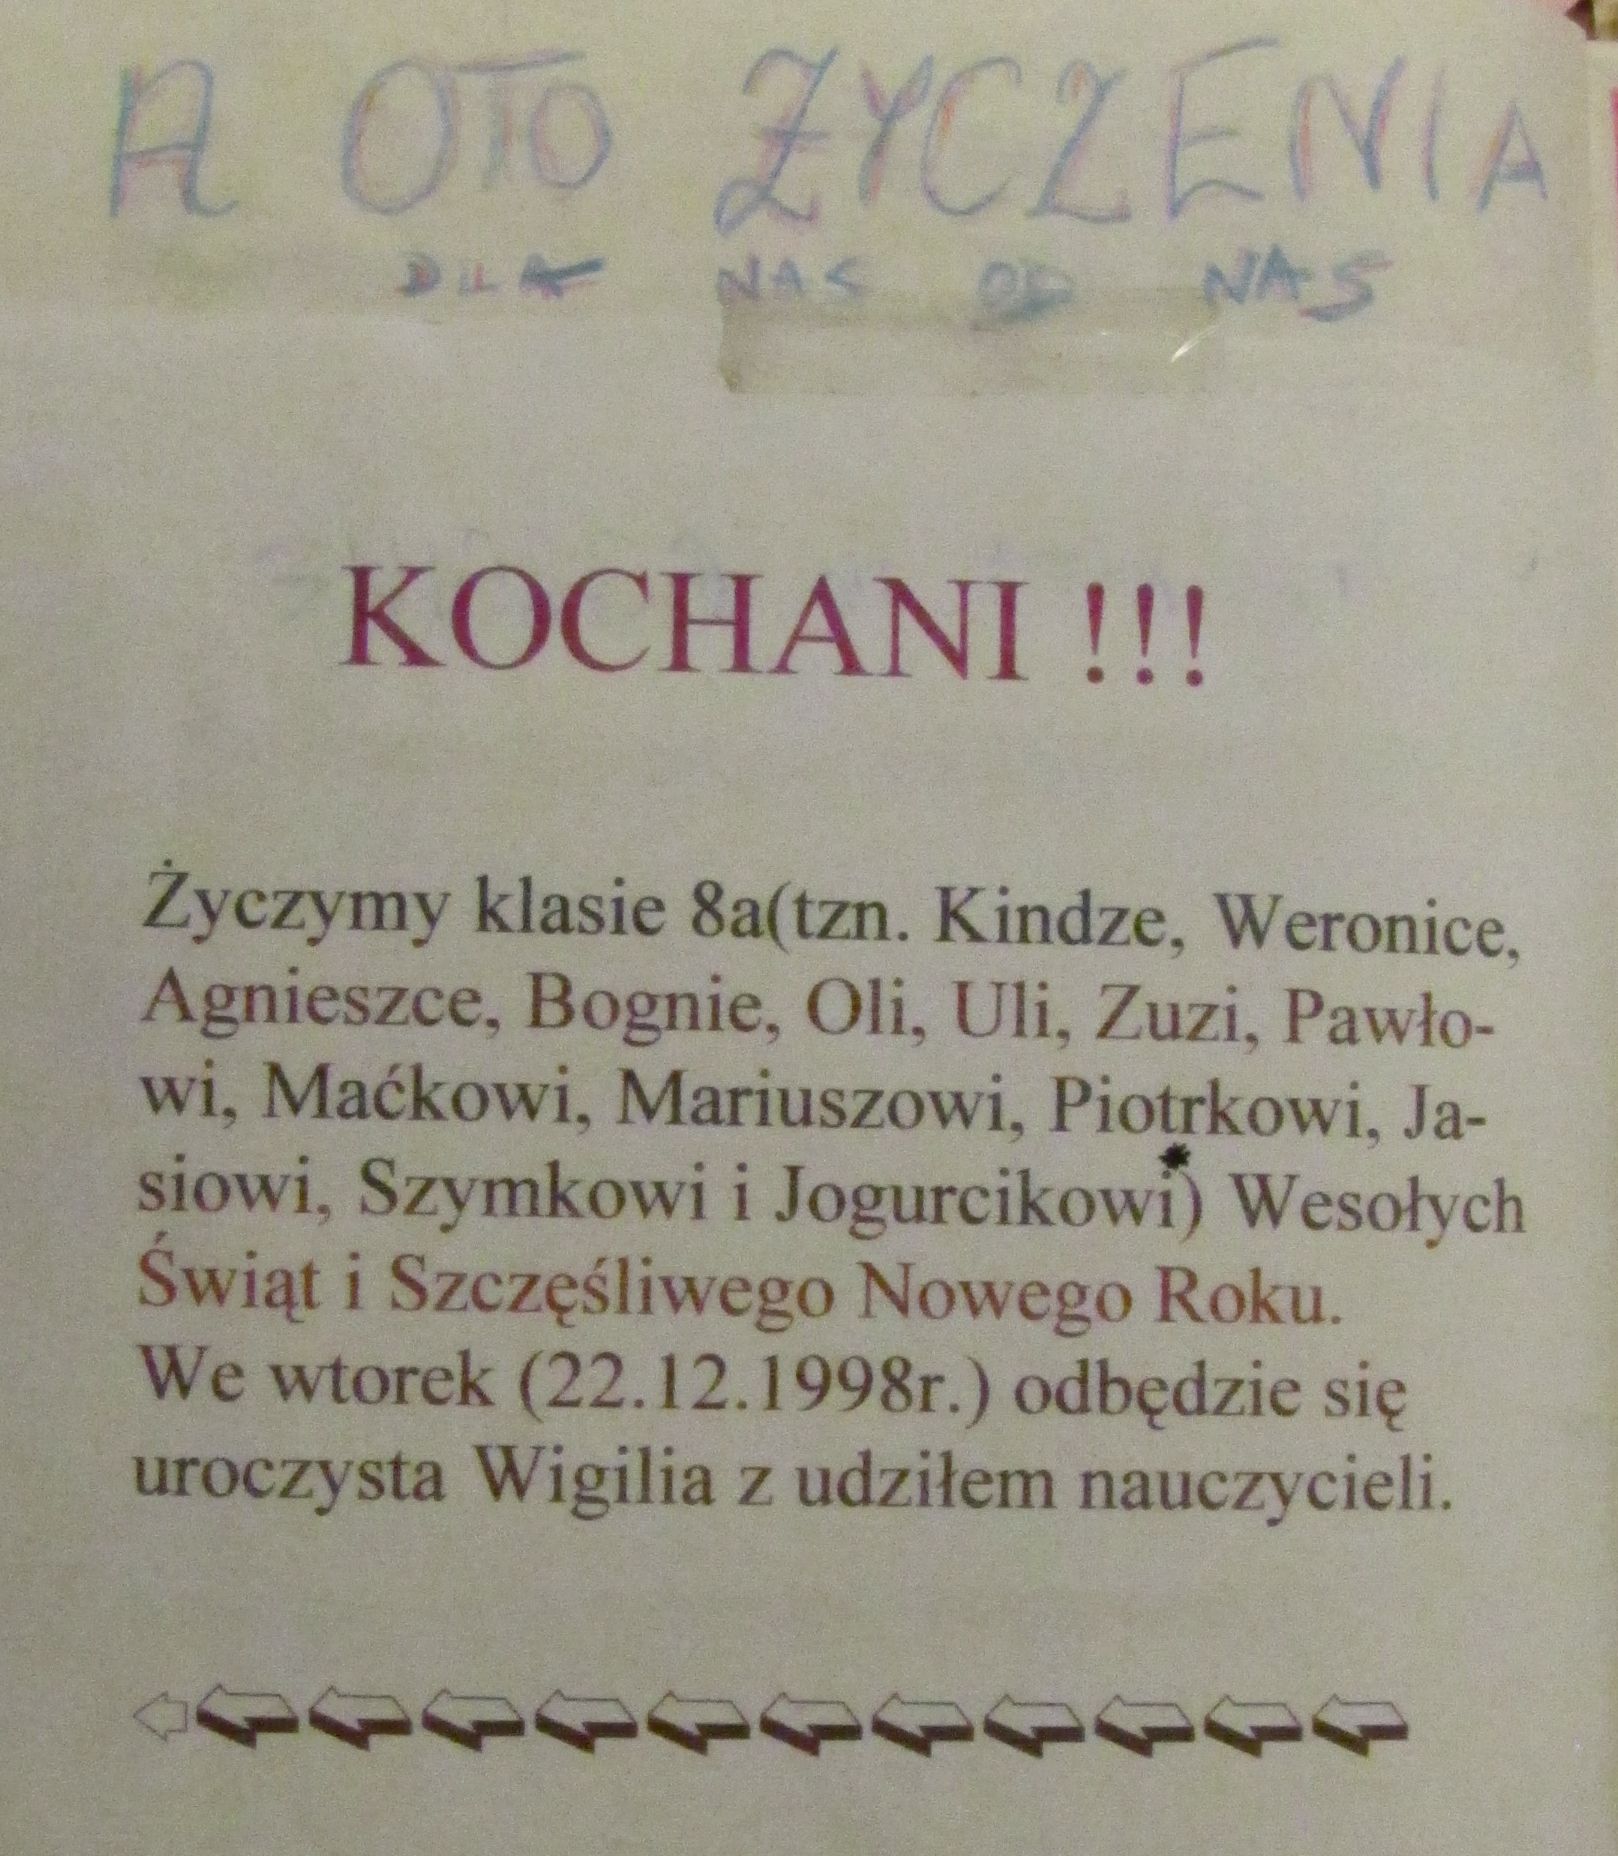 A OTO ŻYCZENIA
DLA NAS OD NAS
KOCHANI !!!
Życzymy klasie 8a(tzn. Kindze, Weronice,
Agnieszce, Bognie, Oli, Uli, Zuzi, Pawło-
wi, Maćkowi, Mariuszowi, Piotrkowi, Ja-
siowi, Szymkowi i Jogurcikowi*) Wesołych
Świąt i Szczęśliwego Nowego Roku.
We wtorek (22.12.1998r.) odbędzie się
uroczysta Wigilia z udziłem nauczycieli.